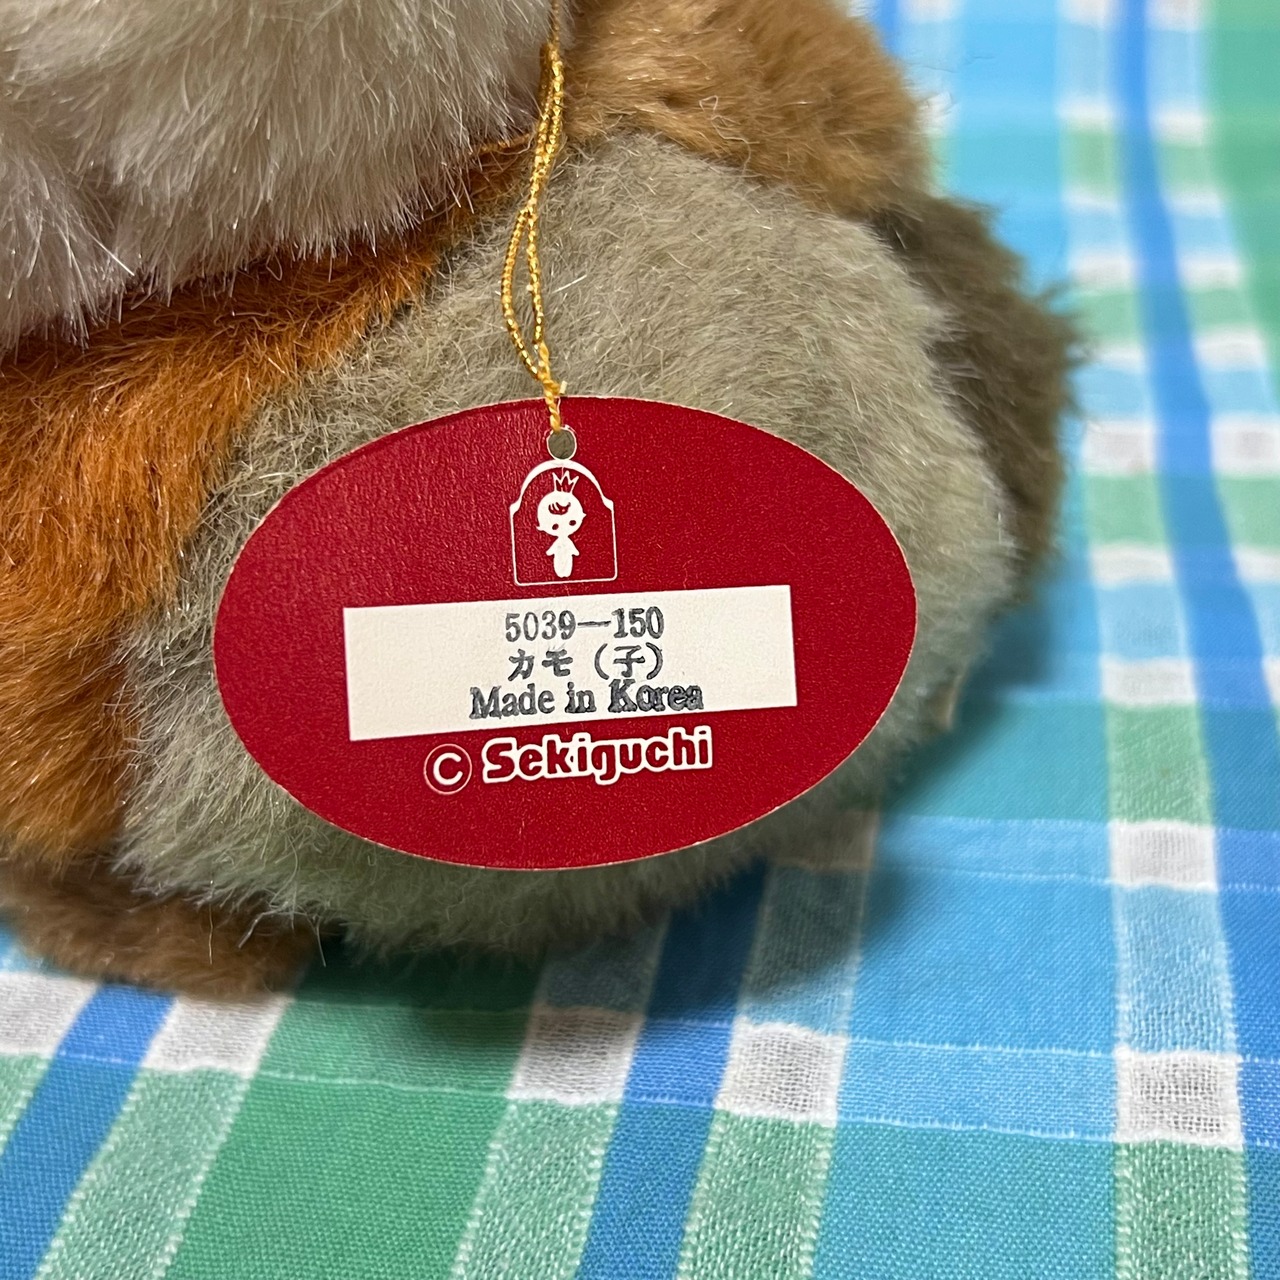 5039—150
カモ（子）
Made in Korea
© Sekiguchi